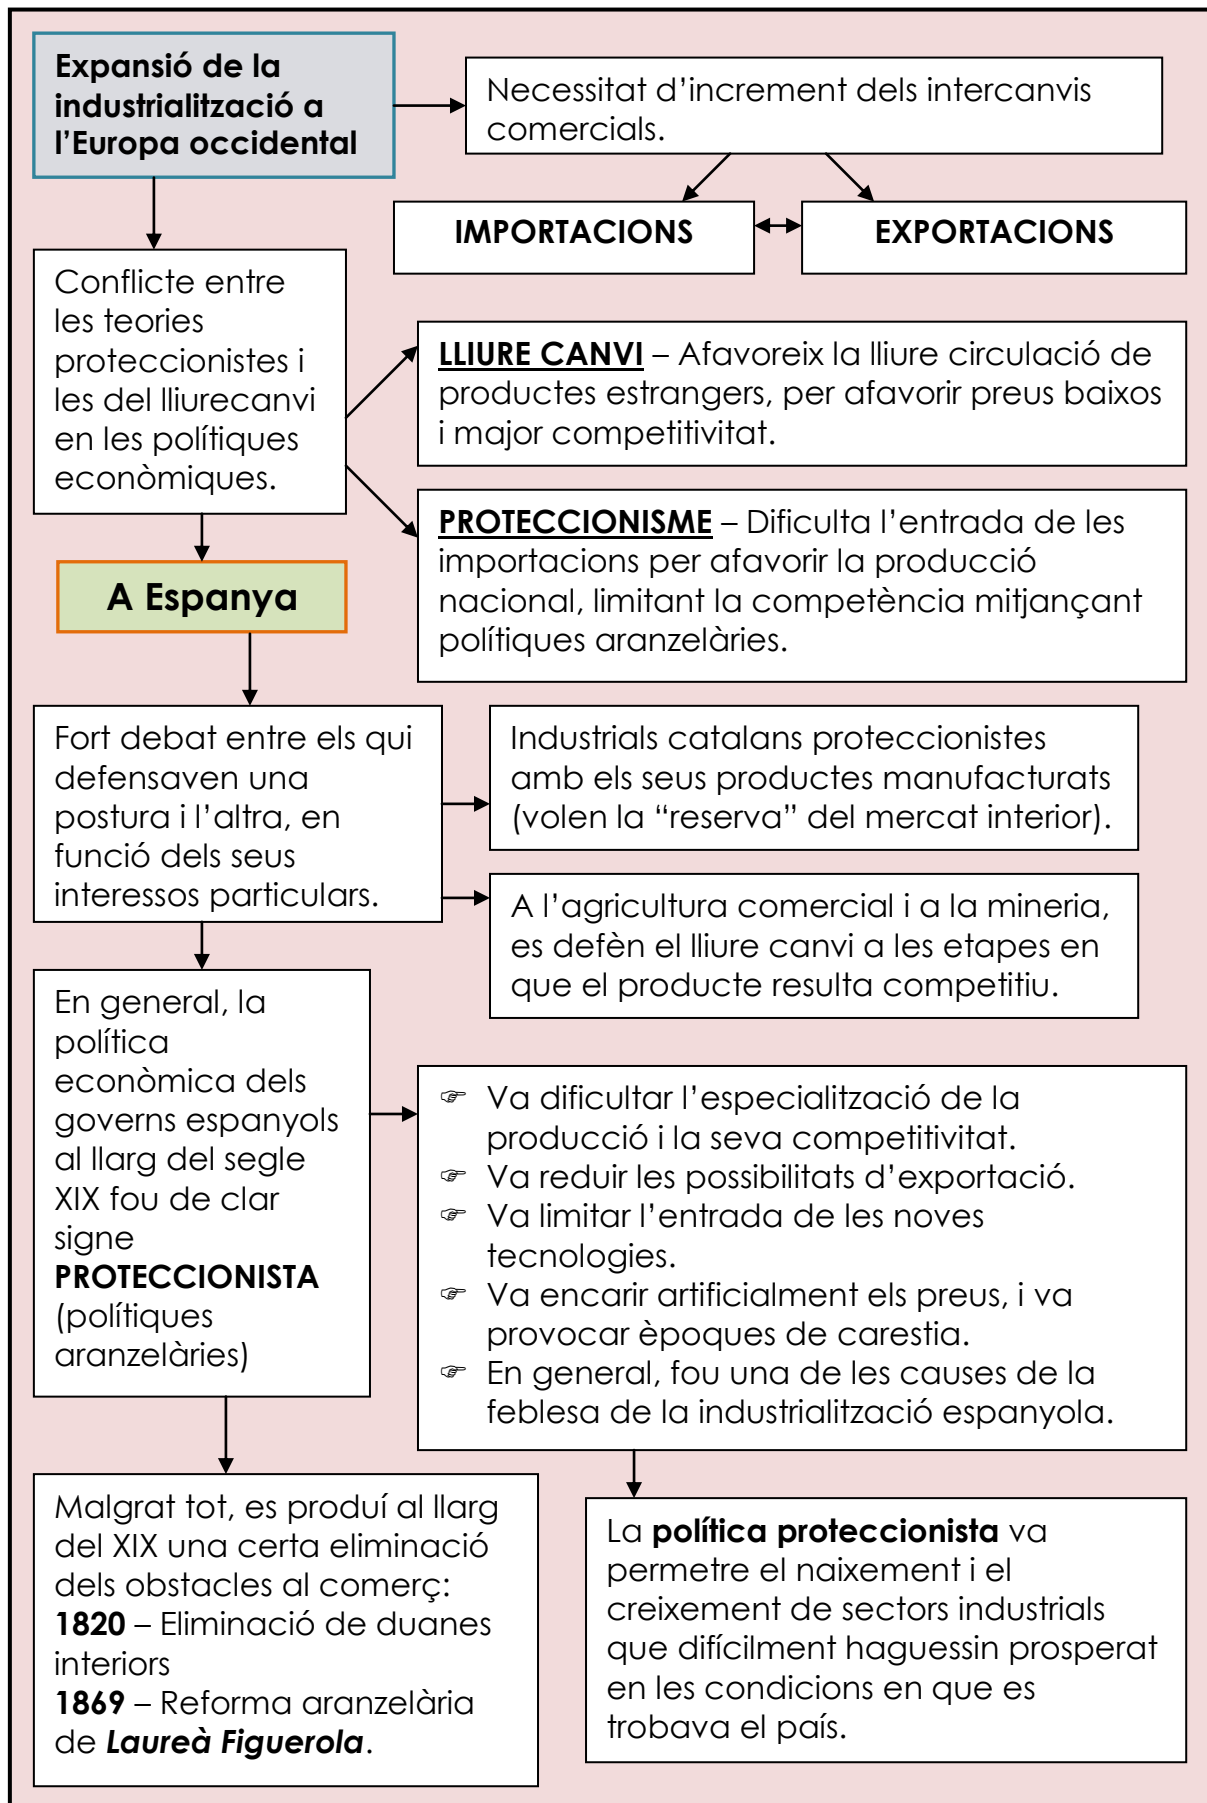 Expansió de la
industrialització a
l’Europa occidental
Necessitat d’increment dels intercanvis
comercials.
IMPORTACIONS
EXPORTACIONS
Conflicte entre
les teories
proteccionistes i
les del lliurecanvi
en les polítiques
econòmiques.
LLIURE CANVI – Afavoreix la lliure circulació de
productes estrangers, per afavorir preus baixos
i major competitivitat.
PROTECCIONISME – Dificulta l’entrada de les
importacions per afavorir la producció
nacional, limitant la competència mitjançant
polítiques aranzelàries.
A Espanya
Fort debat entre els qui
defensaven una
postura i l’altra, en
funció dels seus
interessos particulars.
Industrials catalans proteccionistes
amb els seus productes manufacturats
(volen la “reserva” del mercat interior).
A l’agricultura comercial i a la mineria,
es defèn el lliure canvi a les etapes en
que el producte resulta competitiu.
En general, la
política
econòmica dels
governs espanyols
al llarg del segle
XIX fou de clar
signe
PROTECCIONISTA
(polítiques
aranzelàries)
☞ Va dificultar l’especialització de la
producció i la seva competitivitat.
☞ Va reduir les possibilitats d’exportació.
☞ Va limitar l’entrada de les noves
tecnologies.
☞ Va encarir artificialment els preus, i va
provocar èpoques de carestia.
☞ En general, fou una de les causes de la
feblesa de la industrialització espanyola.
Malgrat tot, es produí al llarg
del XIX una certa eliminació
dels obstacles al comerç:
1820 – Eliminació de duanes
interiors
1869 – Reforma aranzelària
de Laureà Figuerola.
La política proteccionista va
permetre el naixement i el
creixement de sectors industrials
que difícilment haguessin prosperat
en les condicions en que es
trobava el país.